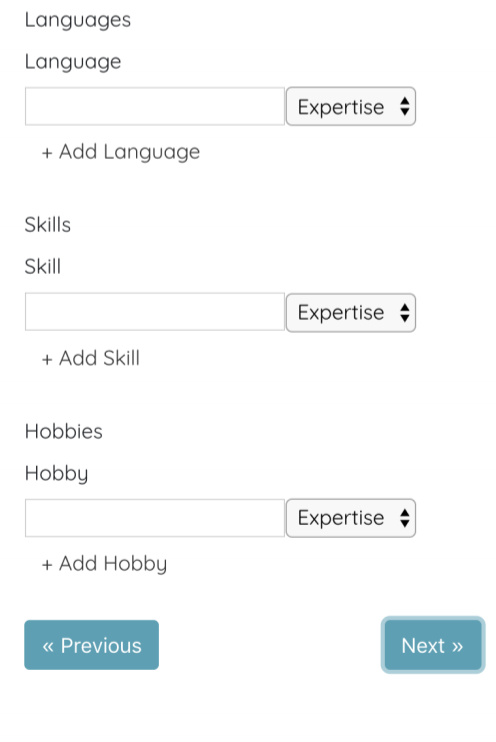 Languages
Language
Expertise
+ Add Language
Skills
Skill
Expertise
+ Add Skill
Hobbies
Hobby
Expertise
+ Add Hobby
« Previous
Next »